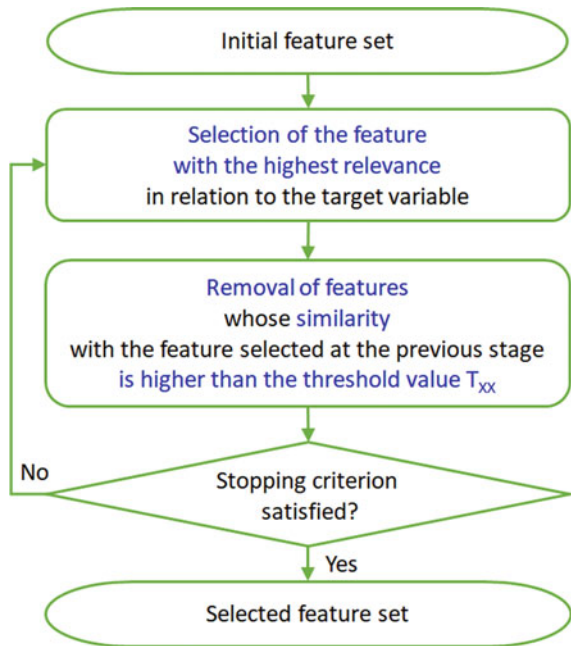 Initial feature set
Selection of the feature
with the highest relevance
in relation to the target variable
Removal of features
whose similarity
with the feature selected at the previous stage
is higher than the threshold value Txx
No
Stopping criterion
satisfied?
Yes
Selected feature set